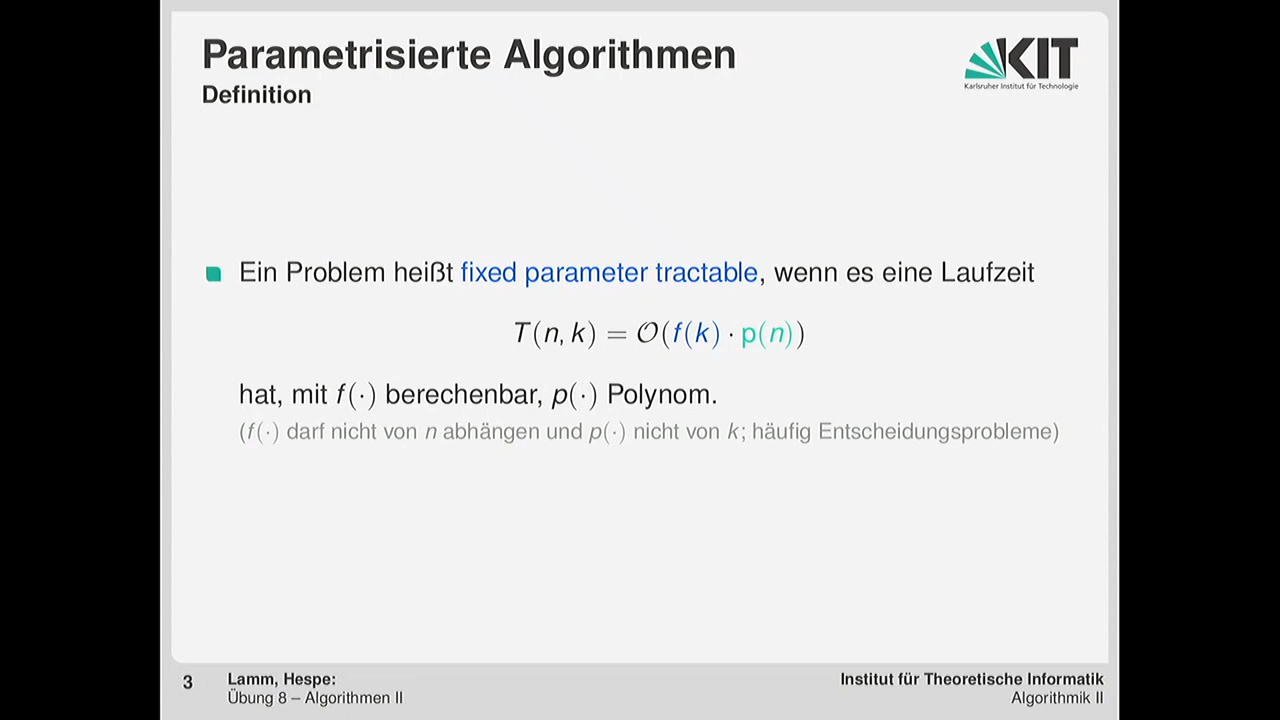 Parametrisierte Algorithmen
Definition
KIT
Karlsruher Institut für Technologie
Ein Problem heißt fixed parameter tractable, wenn es eine Laufzeit
T(n, k) = O(f(k) · p(n))
hat, mit f(·) berechenbar, p(·) Polynom.
(f(·) darf nicht von n abhängen und p(·) nicht von k; häufig Entscheidungsprobleme)
3
Lamm, Hespe:
Übung 8 – Algorithmen II
Institut für Theoretische Informatik
Algorithmik II